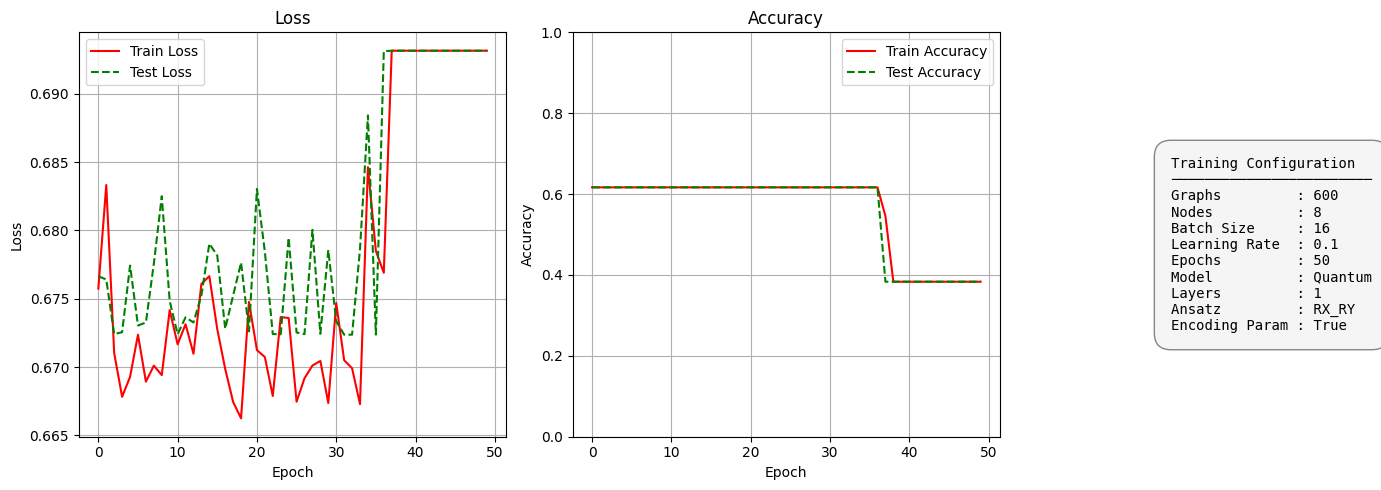 Loss
Train Loss
Test Loss
0.690
0.685
0.680
0.675
0.670
0.665
Loss
0 10 20 30 40 50
Epoch
Accuracy
Train Accuracy
Test Accuracy
1.0
0.8
0.6
0.4
0.2
0.0
Accuracy
0 10 20 30 40 50
Epoch
Training Configuration
Graphs : 600
Nodes : 8
Batch Size : 16
Learning Rate : 0.1
Epochs : 50
Model : Quantum
Layers : 1
Ansatz : RX_RY
Encoding Param : True